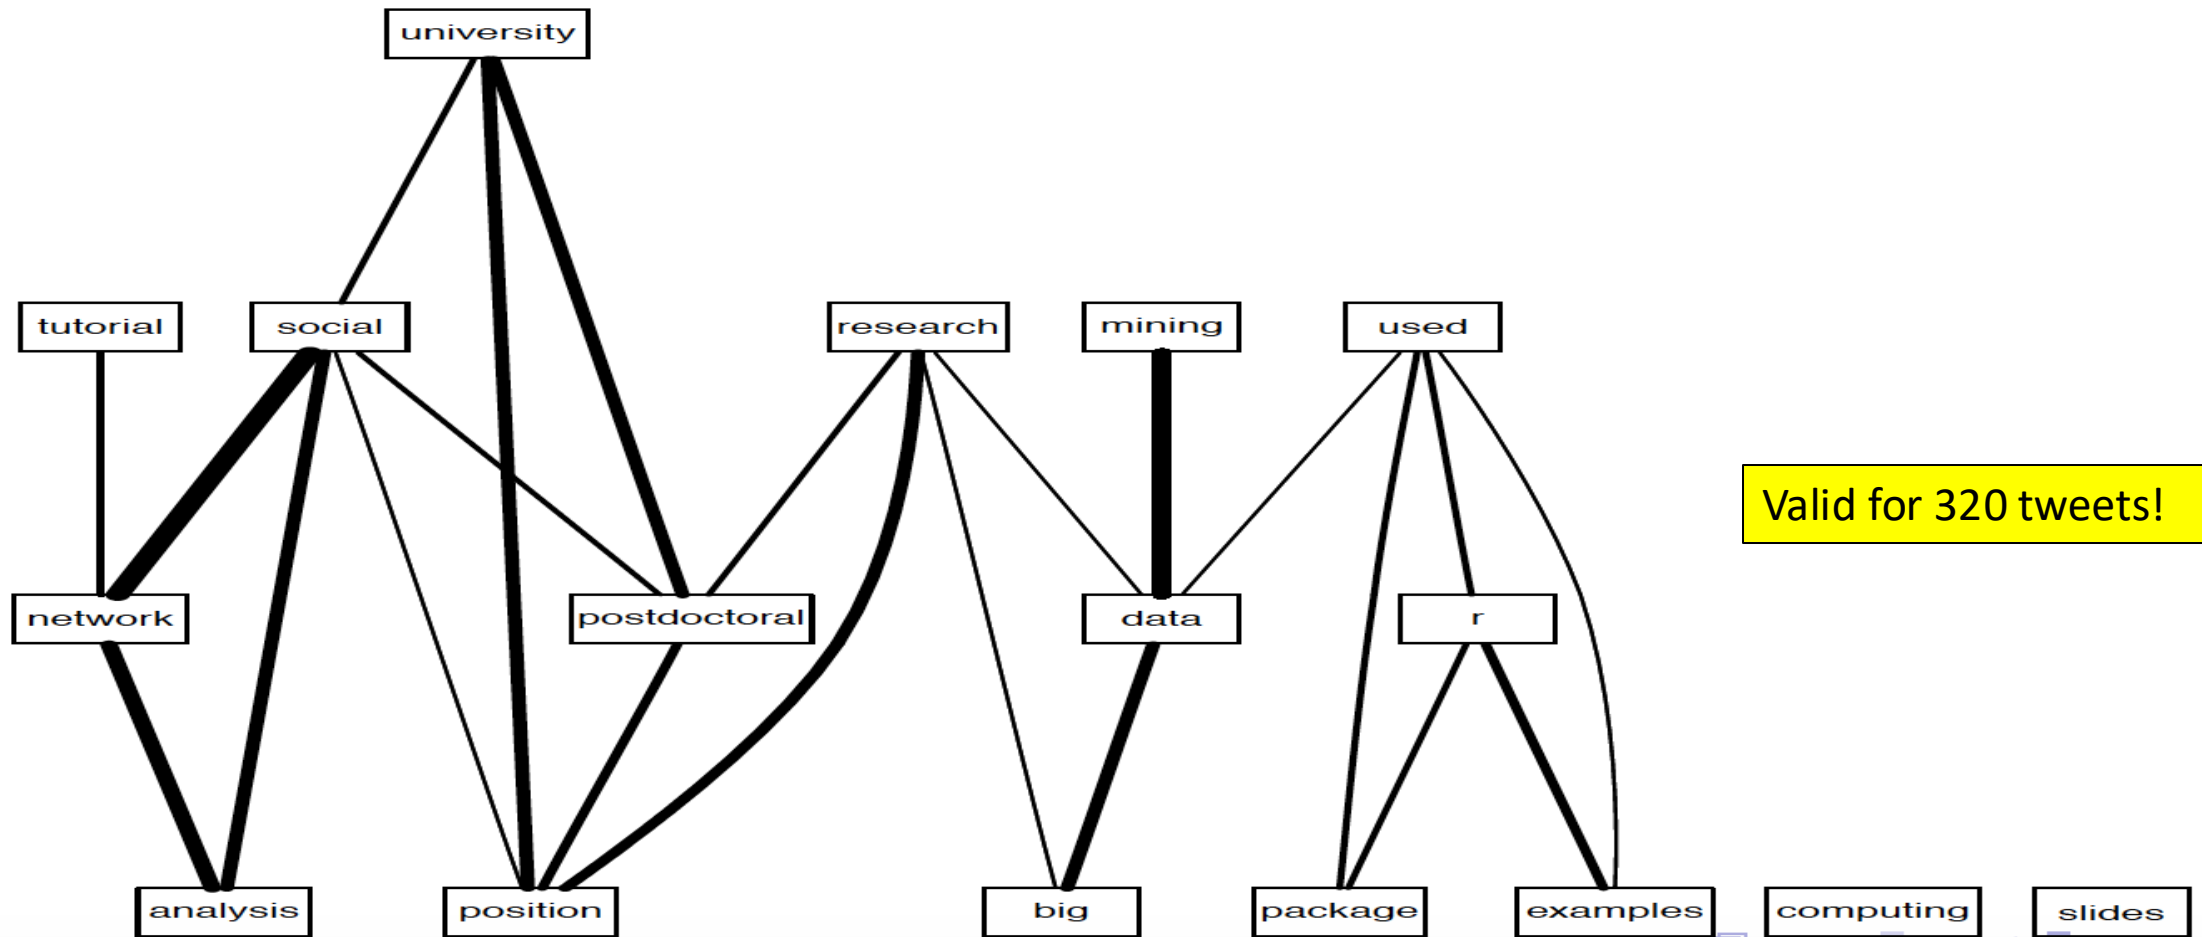 university
tutorial
social
research
mining
used
Valid for 320 tweets!
network
postdoctoral
data
r
analysis
position
big
package
examples
computing
slides